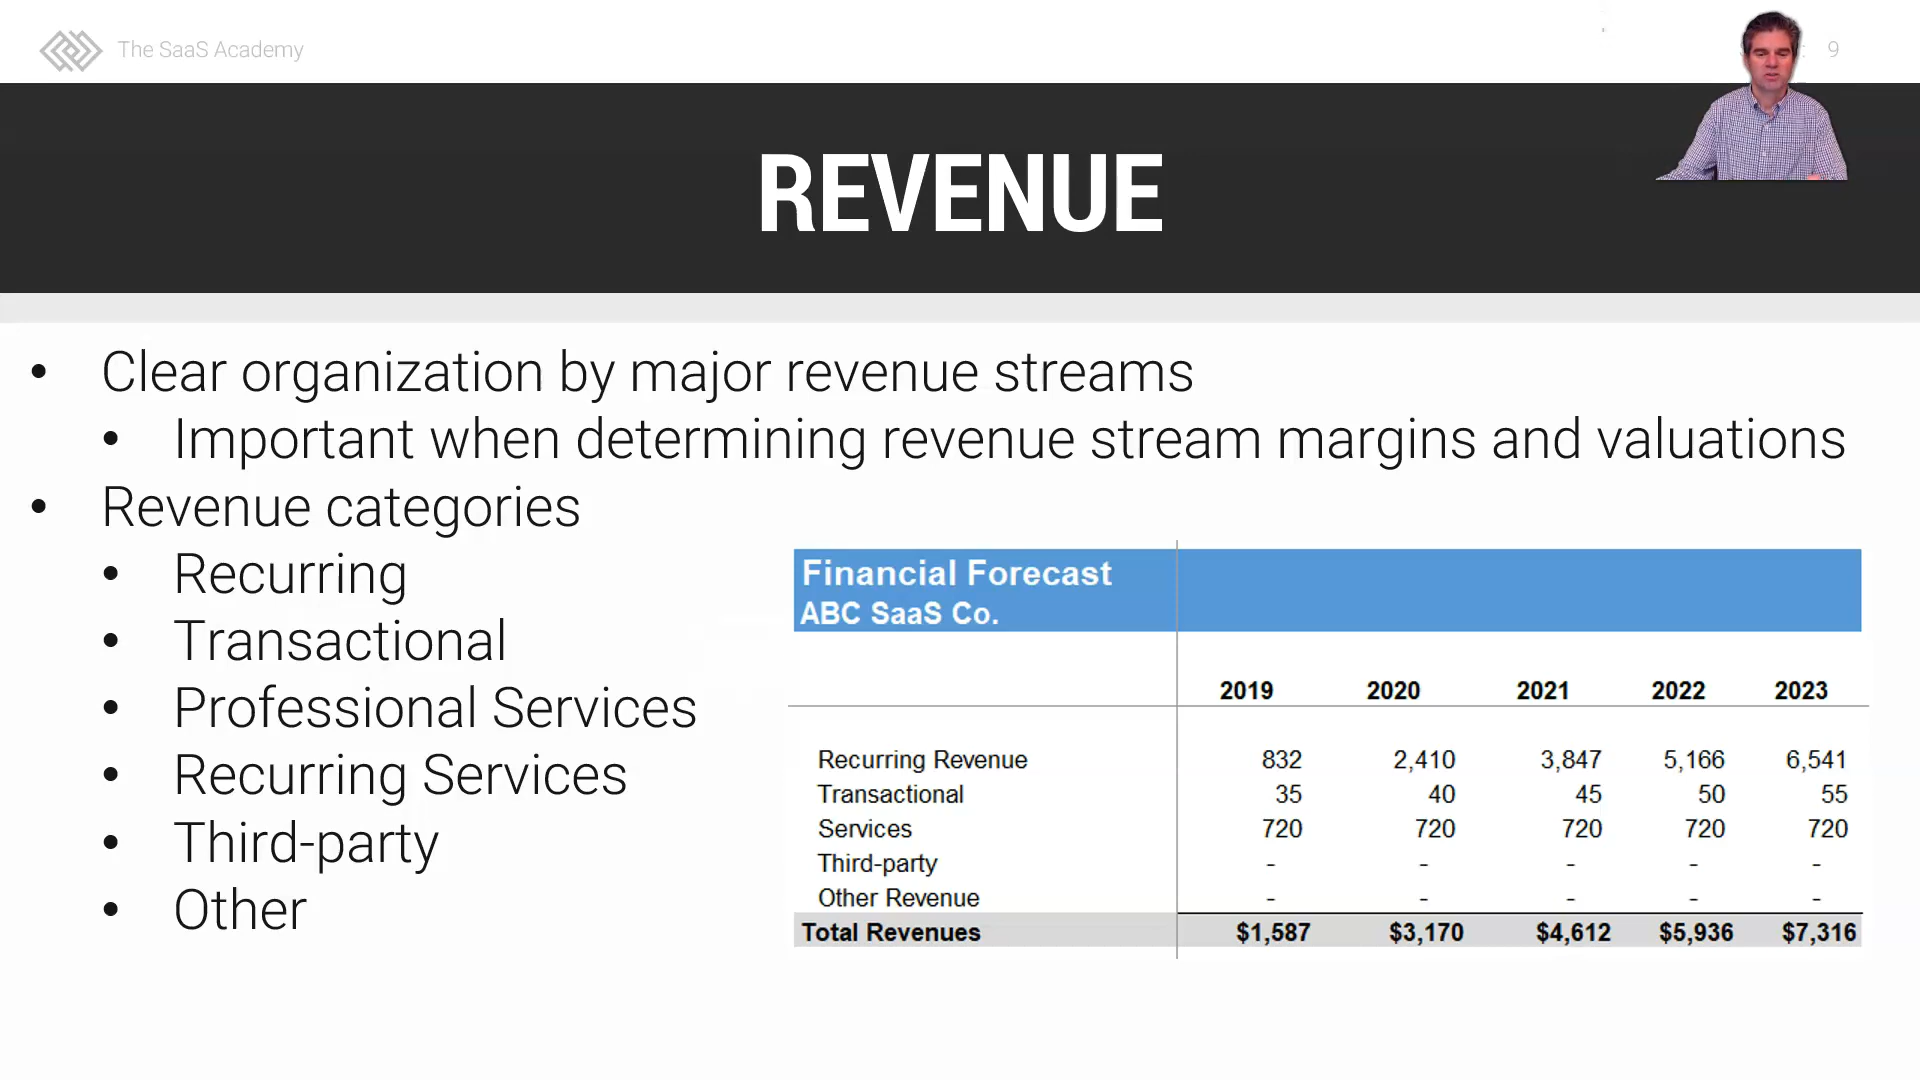 The SaaS Academy
9
REVENUE
• Clear organization by major revenue streams
• Important when determining revenue stream margins and valuations
• Revenue categories
• Recurring
• Transactional
• Professional Services
• Recurring Services
• Third-party
• Other
Financial Forecast
ABC SaaS Co.
2019 2020 2021 2022 2023
Recurring Revenue 832 2,410 3,847 5,166 6,541
Transactional 35 40 45 50 55
Services 720 720 720 720 720
Third-party - - - - -
Other Revenue - - - - -
Total Revenues $1,587 $3,170 $4,612 $5,936 $7,316